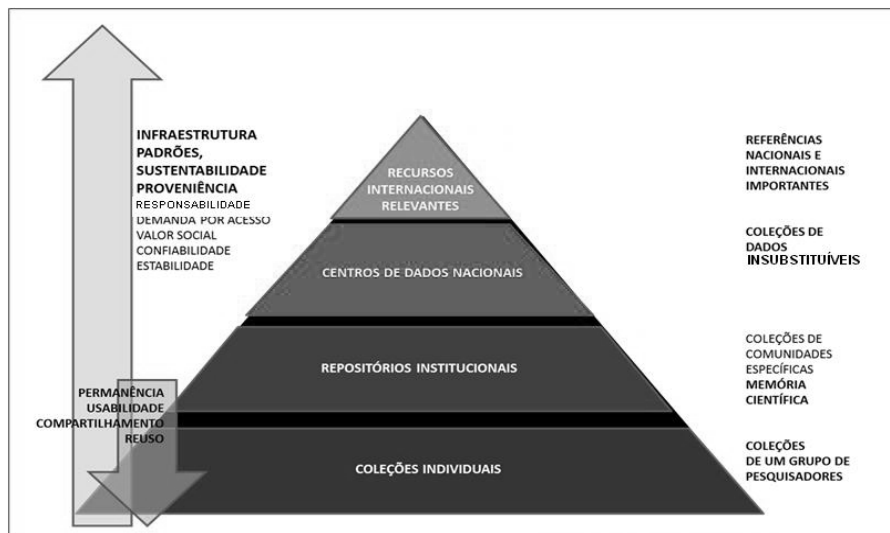 INFRAESTRUTURA
PADRÕES,
SUSTENTABILIDADE
PROVENIÊNCIA
RESPONSABILIDADE
DEMANDA POR ACESSO
VALOR SOCIAL
CONFIABILIDADE
ESTABILIDADE
PERMANÊNCIA
USABILIDADE
COMPARTILHAMENTO
REUSO
RECURSOS
INTERNACIONAIS
RELEVANTES
CENTROS DE DADOS NACIONAIS
REPOSITÓRIOS INSTITUCIONAIS
COLEÇÕES INDIVIDUAIS
REFERÊNCIAS
NACIONAIS E
INTERNACIONAIS
IMPORTANTES
COLEÇÕES DE
DADOS
INSUBSTITUÍVEIS
COLEÇÕES DE
COMUNIDADES
ESPECÍFICAS
MEMÓRIA
CIENTÍFICA
COLEÇÕES
DE UM GRUPO DE
PESQUISADORES